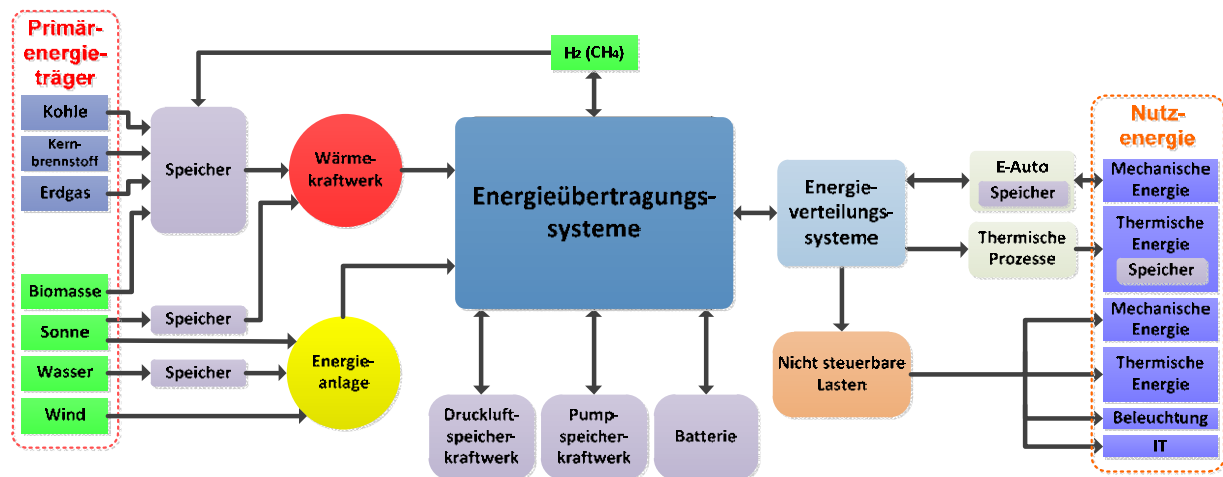 Primär-
energie-
träger
Kohle
Kern-
brennstoff
Erdgas
Biomasse
Sonne
Wasser
Wind
Speicher
Speicher
Speicher
Wärme-
kraftwerk
Energie-
anlage
H₂ (CH₄)
Energieübertragungs-
systeme
Druckluft-
speicher-
kraftwerk
Pump-
speicher-
kraftwerk
Batterie
Energie-
verteilungs-
systeme
Nicht steuerbare
Lasten
E-Auto
Speicher
Thermische
Prozesse
Nutz-
energie
Mechanische
Energie
Thermische
Energie
Speicher
Mechanische
Energie
Thermische
Energie
Beleuchtung
IT